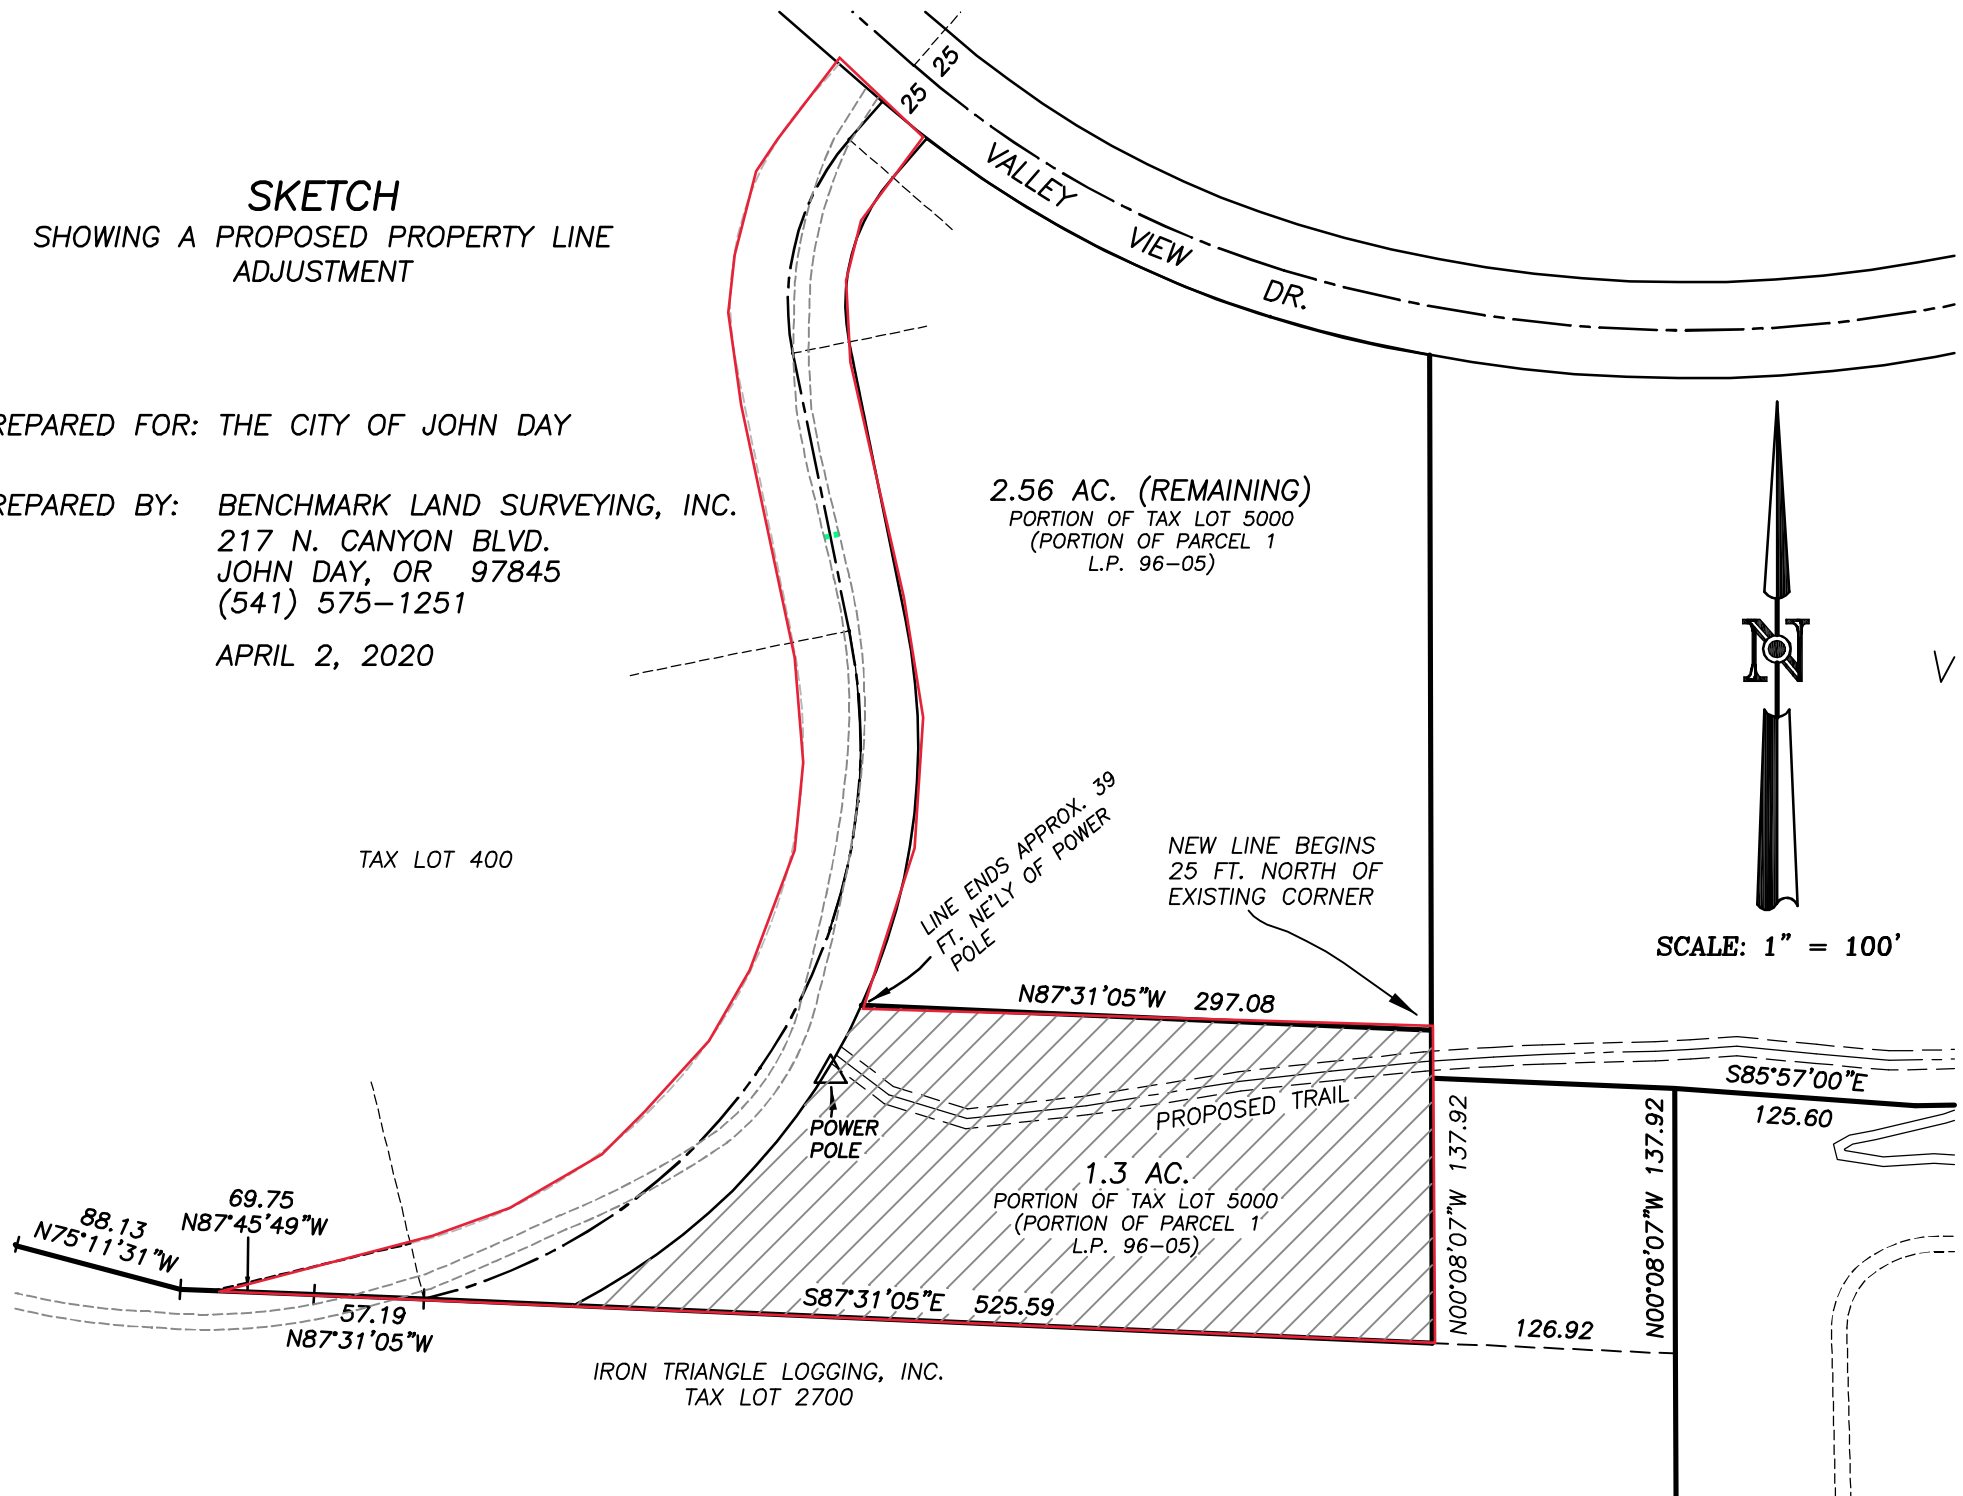 25
25
VALLEY VIEW DR.
SKETCH
SHOWING A PROPOSED PROPERTY LINE
ADJUSTMENT
REPARED FOR: THE CITY OF JOHN DAY
REPARED BY: BENCHMARK LAND SURVEYING, INC.
217 N. CANYON BLVD.
JOHN DAY, OR 97845
(541) 575-1251
APRIL 2, 2020
2.56 AC. (REMAINING)
PORTION OF TAX LOT 5000
(PORTION OF PARCEL 1
L.P. 96-05)
N
V
SCALE: 1" = 100'
TAX LOT 400
LINE ENDS APPROX. 39
FT. NE'LY OF POWER
POLE
NEW LINE BEGINS
25 FT. NORTH OF
EXISTING CORNER
N87°31'05"W 297.08
S85°57'00"E
125.60
PROPOSED TRAIL
POWER
POLE
1.3 AC.
PORTION OF TAX LOT 5000
(PORTION OF PARCEL 1
L.P. 96-05)
N00°08'07"W 137.92
N00°08'07"W 137.92
88.13
N75°11'31"W
69.75
N87°45'49"W
57.19
N87°31'05"W
S87°31'05"E 525.59
126.92
IRON TRIANGLE LOGGING, INC.
TAX LOT 2700